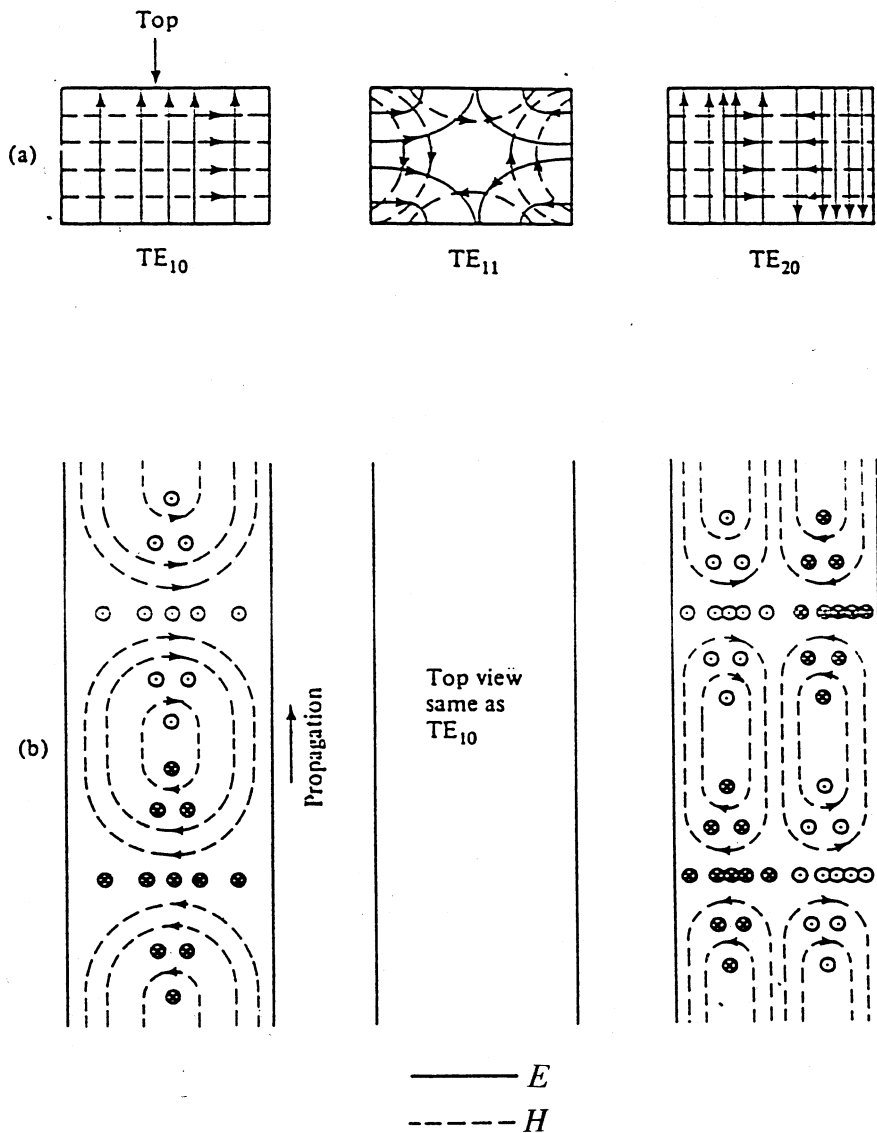 Top
(a)
TE₁₀
TE₁₁
TE₂₀
(b)
Propagation
Top view
same as
TE₁₀
E
H